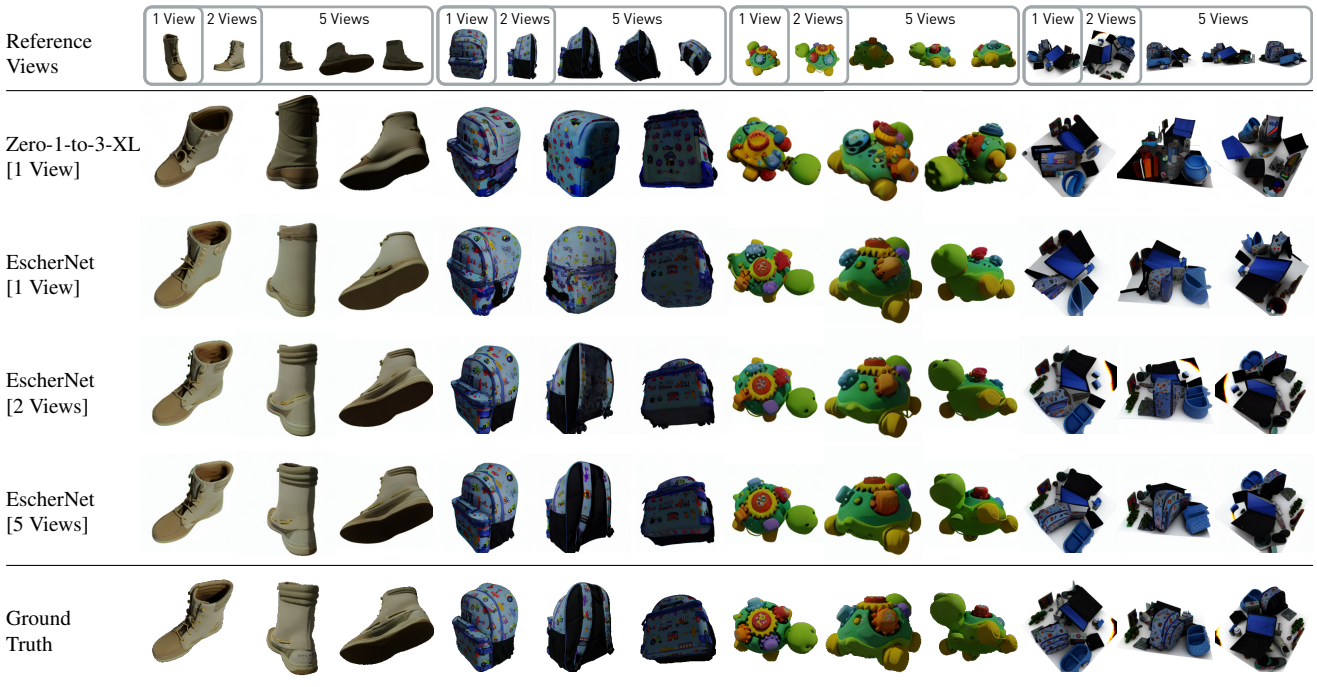 1 View 2 Views 5 Views 1 View 2 Views 5 Views 1 View 2 Views 5 Views 1 View 2 Views 5 Views
Reference
Views
Zero-1-to-3-XL
[1 View]
EscherNet
[1 View]
EscherNet
[2 Views]
EscherNet
[5 Views]
Ground
Truth